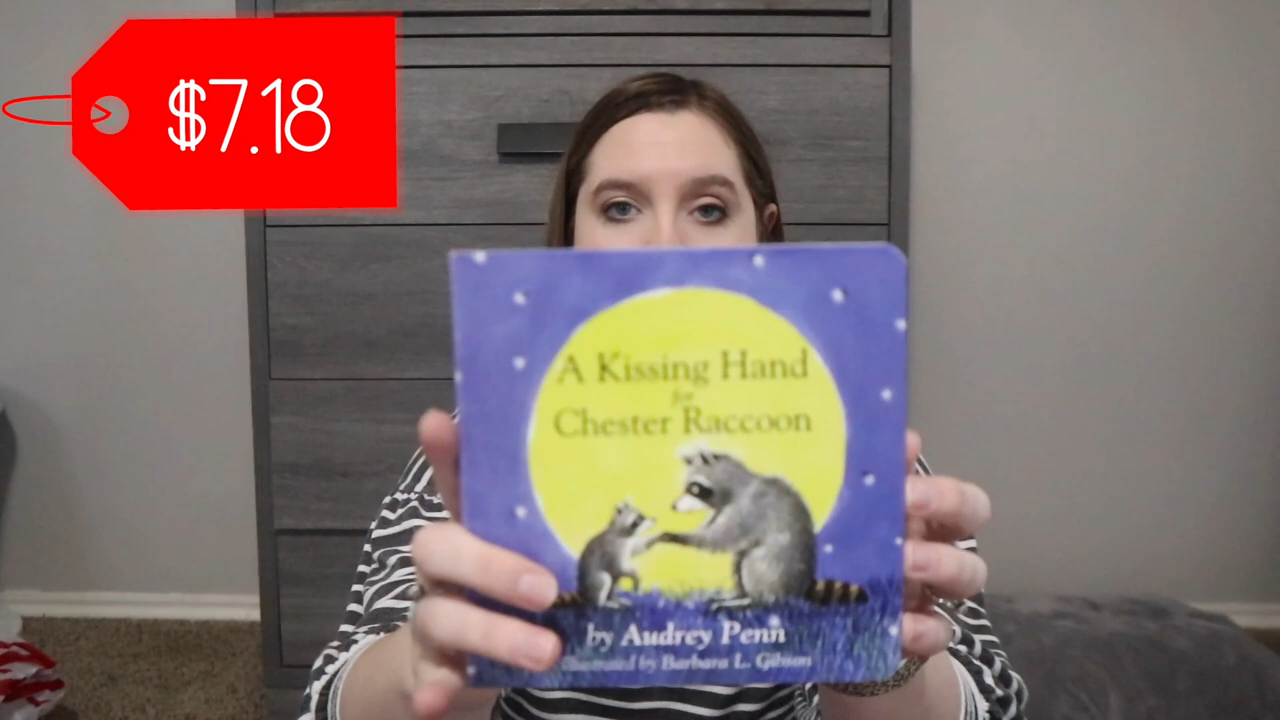 $7.18
A Kissing Hand
for
Chester Raccoon
by Audrey Penn
Illustrated by Barbara L. Gibson